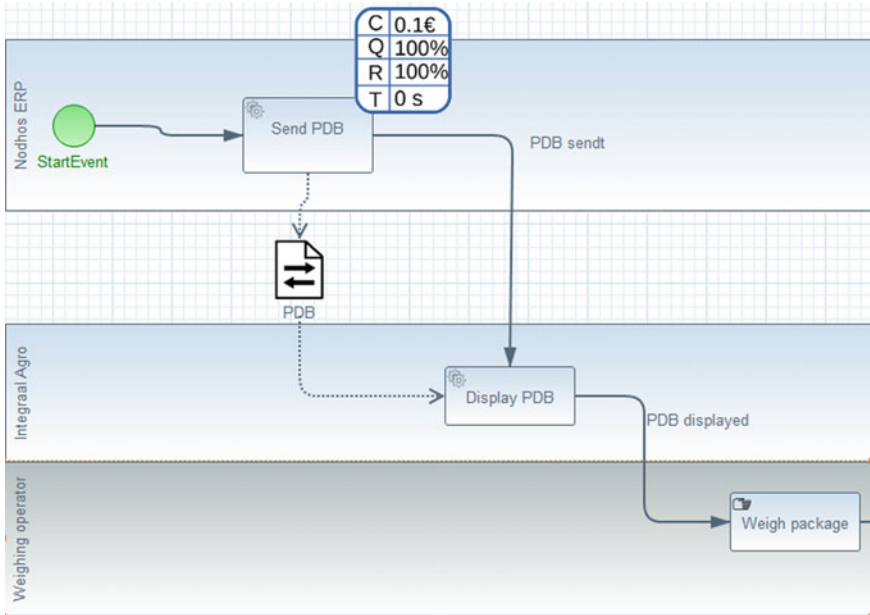 C 0.1€
Q 100%
R 100%
T 0 s
Nodhos ERP
StartEvent
Send PDB
PDB sendt
PDB
Integraal Agro
Display PDB
PDB displayed
Weighing operator
Weigh package